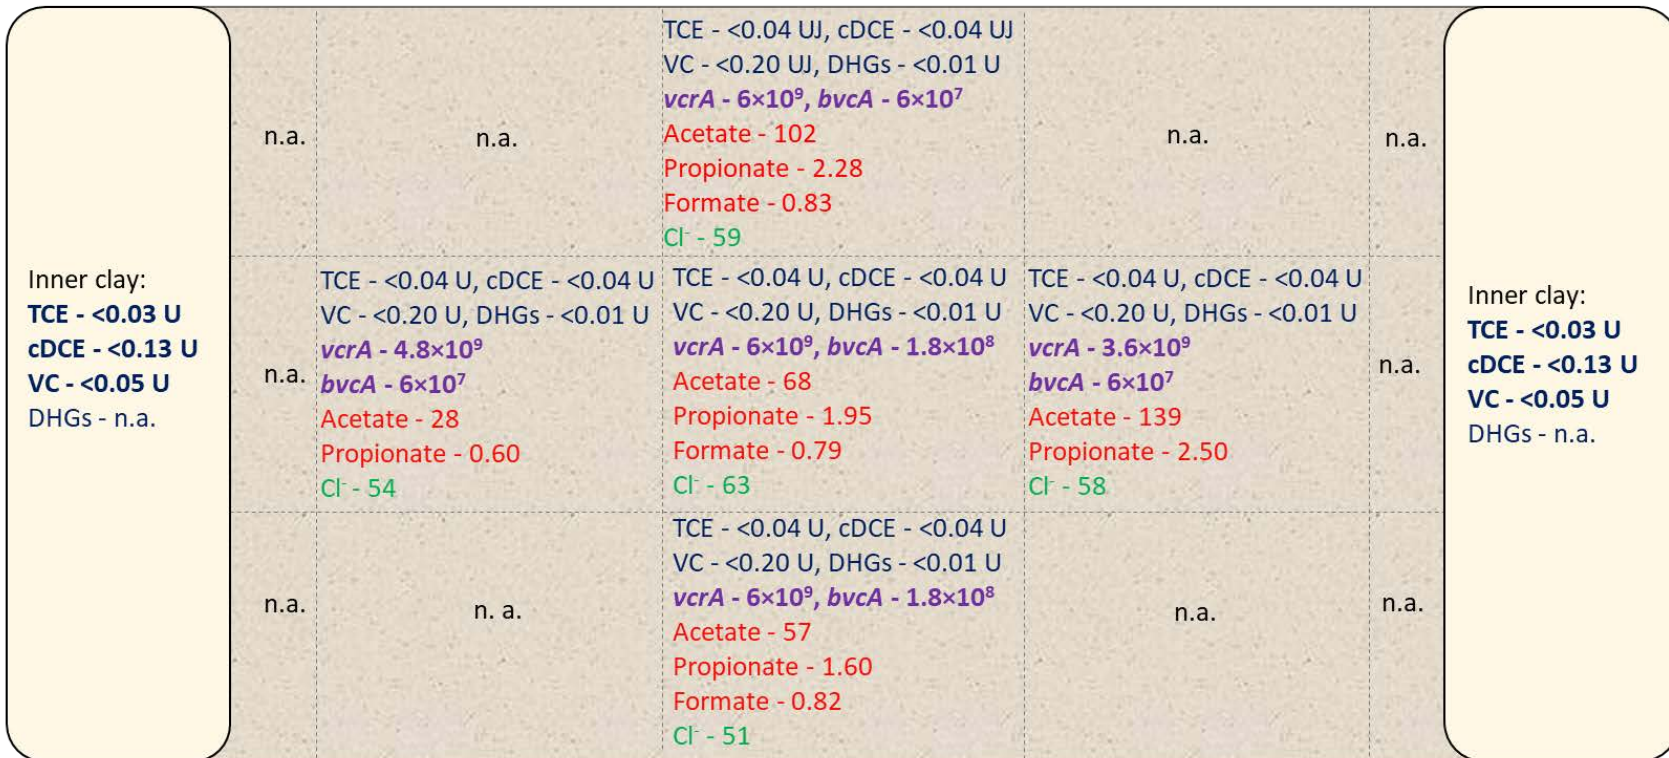 Inner clay:
TCE - <0.03 U
cDCE - <0.13 U
VC - <0.05 U
DHGs - n.a.
n.a.
n.a.
TCE - <0.04 UJ, cDCE - <0.04 UJ
VC - <0.20 UJ, DHGs - <0.01 U
vcrA - 6×10⁹, bvcA - 6×10⁷
Acetate - 102
Propionate - 2.28
Formate - 0.83
Cl⁻ - 59
n.a.
n.a.
n.a.
TCE - <0.04 U, cDCE - <0.04 U
VC - <0.20 U, DHGs - <0.01 U
vcrA - 4.8×10⁹
bvcA - 6×10⁷
Acetate - 28
Propionate - 0.60
Cl⁻ - 54
TCE - <0.04 U, cDCE - <0.04 U
VC - <0.20 U, DHGs - <0.01 U
vcrA - 6×10⁹, bvcA - 1.8×10⁸
Acetate - 68
Propionate - 1.95
Formate - 0.79
Cl⁻ - 63
TCE - <0.04 U, cDCE - <0.04 U
VC - <0.20 U, DHGs - <0.01 U
vcrA - 3.6×10⁹
bvcA - 6×10⁷
Acetate - 139
Propionate - 2.50
Cl⁻ - 58
n.a.
n.a.
n. a.
TCE - <0.04 U, cDCE - <0.04 U
VC - <0.20 U, DHGs - <0.01 U
vcrA - 6×10⁹, bvcA - 1.8×10⁸
Acetate - 57
Propionate - 1.60
Formate - 0.82
Cl⁻ - 51
n.a.
n.a.
Inner clay:
TCE - <0.03 U
cDCE - <0.13 U
VC - <0.05 U
DHGs - n.a.